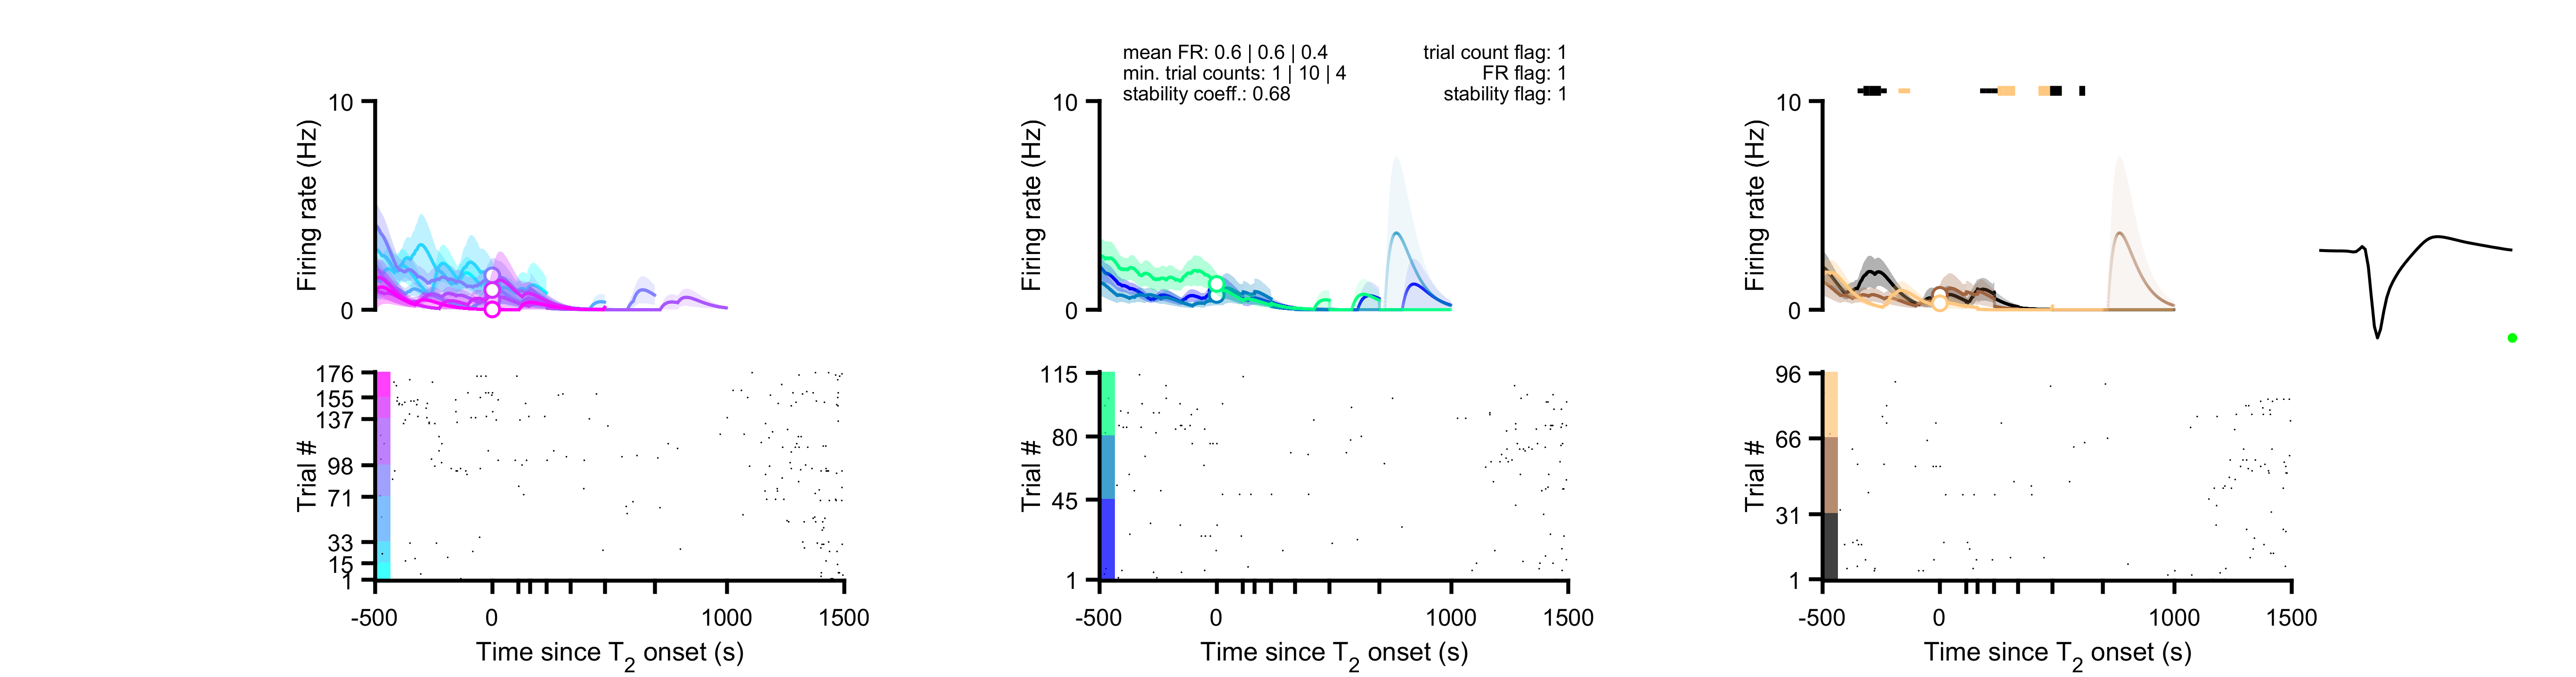 mean FR: 0.6 | 0.6 | 0.4
min. trial counts: 1 | 10 | 4
stability coeff.: 0.68
trial count flag: 1
FR flag: 1
stability flag: 1
10
Firing rate (Hz)
0
10
Firing rate (Hz)
0
10
Firing rate (Hz)
0
176
155
137
98
71
33
15
1
Trial #
-500
0
1000
1500
Time since T2 onset (s)
115
80
45
1
Trial #
-500
0
1000
1500
Time since T2 onset (s)
96
66
31
1
Trial #
-500
0
1000
1500
Time since T2 onset (s)